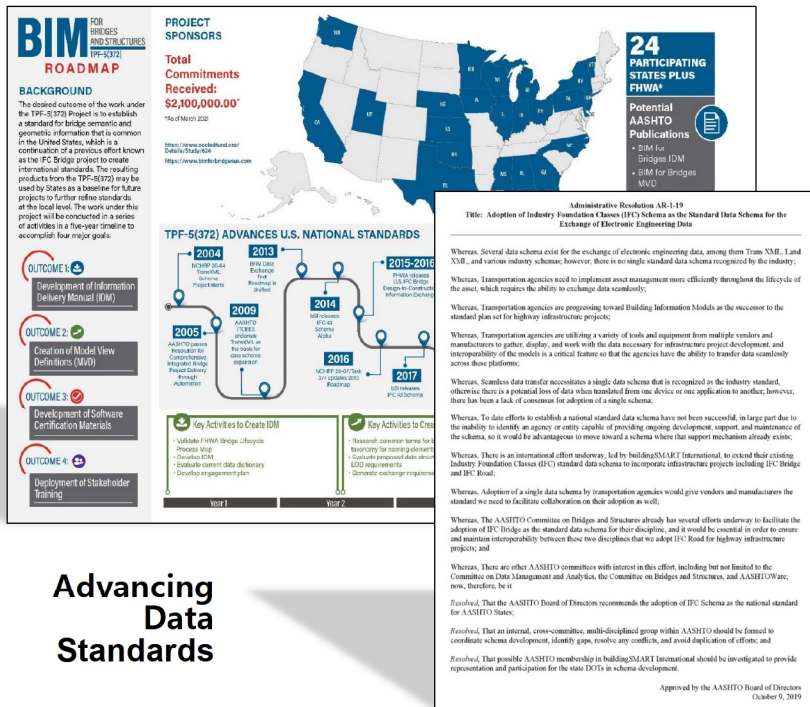 BIM FOR
BRIDGES
AND STRUCTURES
TPF-5(372)
ROADMAP
BACKGROUND
The desired outcome of the work under
the TPF-5(372) Project is to establish
a standard for bridge semantic and
geometric information that is common
in the United States, which is a
continuation of a previous effort known
as the IFC Bridge project to create
international standards. The resulting
products from the TPF-5(372) may be
used by States as a baseline for future
projects to further refine standards
at the local level. The work under this
project will be conducted in a series
of activities in a five-year timeline to
accomplish four major goals:
OUTCOME 1:
Development of Information
Delivery Manual (IDM)
OUTCOME 2:
Creation of Model View
Definitions (MVD)
OUTCOME 3:
Development of Software
Certification Materials
OUTCOME 4:
Deployment of Stakeholder
Training
PROJECT
SPONSORS
Total
Commitments
Received:
$2,100,000.00*
*As of March 2021
https://www.pooledfund.org/
Details/Study/624
https://www.bimforbridgesus.com
WA
CA
UT
24
PARTICIPATING
STATES PLUS
FHWA*
Potential
AASHTO
Publications
• BIM for
Bridges IDM
• BIM for Bridges
MVD
TPF-5(372) ADVANCES U.S. NATIONAL STANDARDS
2004
NCHRP 20-64
TransXML
Schema
Project starts
2005
AASHTO passes
Resolution for
Comprehensive
Integrated Bridge
Project Delivery
through
Automation
2009
AASHTO
endorses
TransXML as
the basis for
data schema
expansion
2013
BrIM Data
Exchange
first
Roadmap is
drafted
2014
bSI releases
IFC 4.0
Schema
Alpha
2015-2016
FHWA releases
U.S. IFC Bridge
Design-to-Construction
Information Exchange
2016
updates 2013
Roadmap
2017
bSI releases
Schema
Key Activities to Create IDM
• Validate FHWA Bridge Lifecycle
Process Map
• Develop IDM
• Evaluate current data dictionary
• Develop engagement plan
Key Activities to Crea
• Research common terms for b
taxonomy for naming element
• Evaluate proposed data struct
LOD requirements
• Generate exchange requireme
Year 1
Year 2
Administrative Resolution AR-1-19
Title: Adoption of Industry Foundation Classes (IFC) Schema as the Standard Data Schema for the
Exchange of Electronic Engineering Data
Whereas, Several data schema exist for the exchange of electronic engineering data, among them Trans XML, Land
XML, and various industry schemas; however, there is no single standard data schema recognized by the industry;
Whereas, Transportation agencies need to implement asset management more efficiently throughout the lifecycle of
the asset, which requires the ability to exchange data seamlessly;
Whereas, Transportation agencies are progressing toward Building Information Models as the successor to the
standard plan set for highway infrastructure projects;
Whereas, Transportation agencies are utilizing a variety of tools and equipment from multiple vendors and
manufacturers to gather, display, and work with the data necessary for infrastructure project development, and
interoperability of the models is a critical feature so that the agencies have the ability to transfer data seamlessly
across these platforms;
Whereas, Seamless data transfer necessitates a single data schema that is recognized as the industry standard,
otherwise there is a potential loss of data when translated from one device or one application to another; however,
there has been a lack of consensus for adoption of a single schema;
Whereas, To date efforts to establish a national standard data schema have not been successful, in large part due to
the inability to identify an agency or entity capable of providing ongoing development, support, and maintenance of
the schema, so it would be advantageous to move toward a schema where that support mechanism already exists;
Whereas, There is an international effort underway, led by buildingSMART International, to extend their existing
Industry Foundation Classes (IFC) standard data schema to incorporate infrastructure projects including IFC Bridge
and IFC Road;
Whereas, Adoption of a single data schema by transportation agencies would give vendors and manufacturers the
standard we need to facilitate collaboration on their adoption as well;
Whereas, The AASHTO Committee on Bridges and Structures already has several efforts underway to facilitate the
adoption of IFC Bridge as the standard data schema for their discipline, and it would be essential in order to ensure
and maintain interoperability between these two disciplines that we adopt IFC Road for highway infrastructure
projects; and
Whereas, There are other AASHTO committees with interest in this effort, including but not limited to the
Committee on Data Management and Analytics, the Committee on Bridges and Structures, and AASHTOWare;
now, therefore, be it
Resolved, That the AASHTO Board of Directors recommends the adoption of IFC Schema as the national standard
for AASHTO States;
Resolved, That an internal, cross-committee, multi-disciplined group within AASHTO should be formed to
coordinate schema development, identify gaps, resolve any conflicts, and avoid duplication of efforts; and
Resolved, That possible AASHTO membership in buildingSMART International should be investigated to provide
representation and participation for the state DOTs in schema development.
Approved by the AASHTO Board of Directors
October 9, 2019
Advancing
Data
Standards